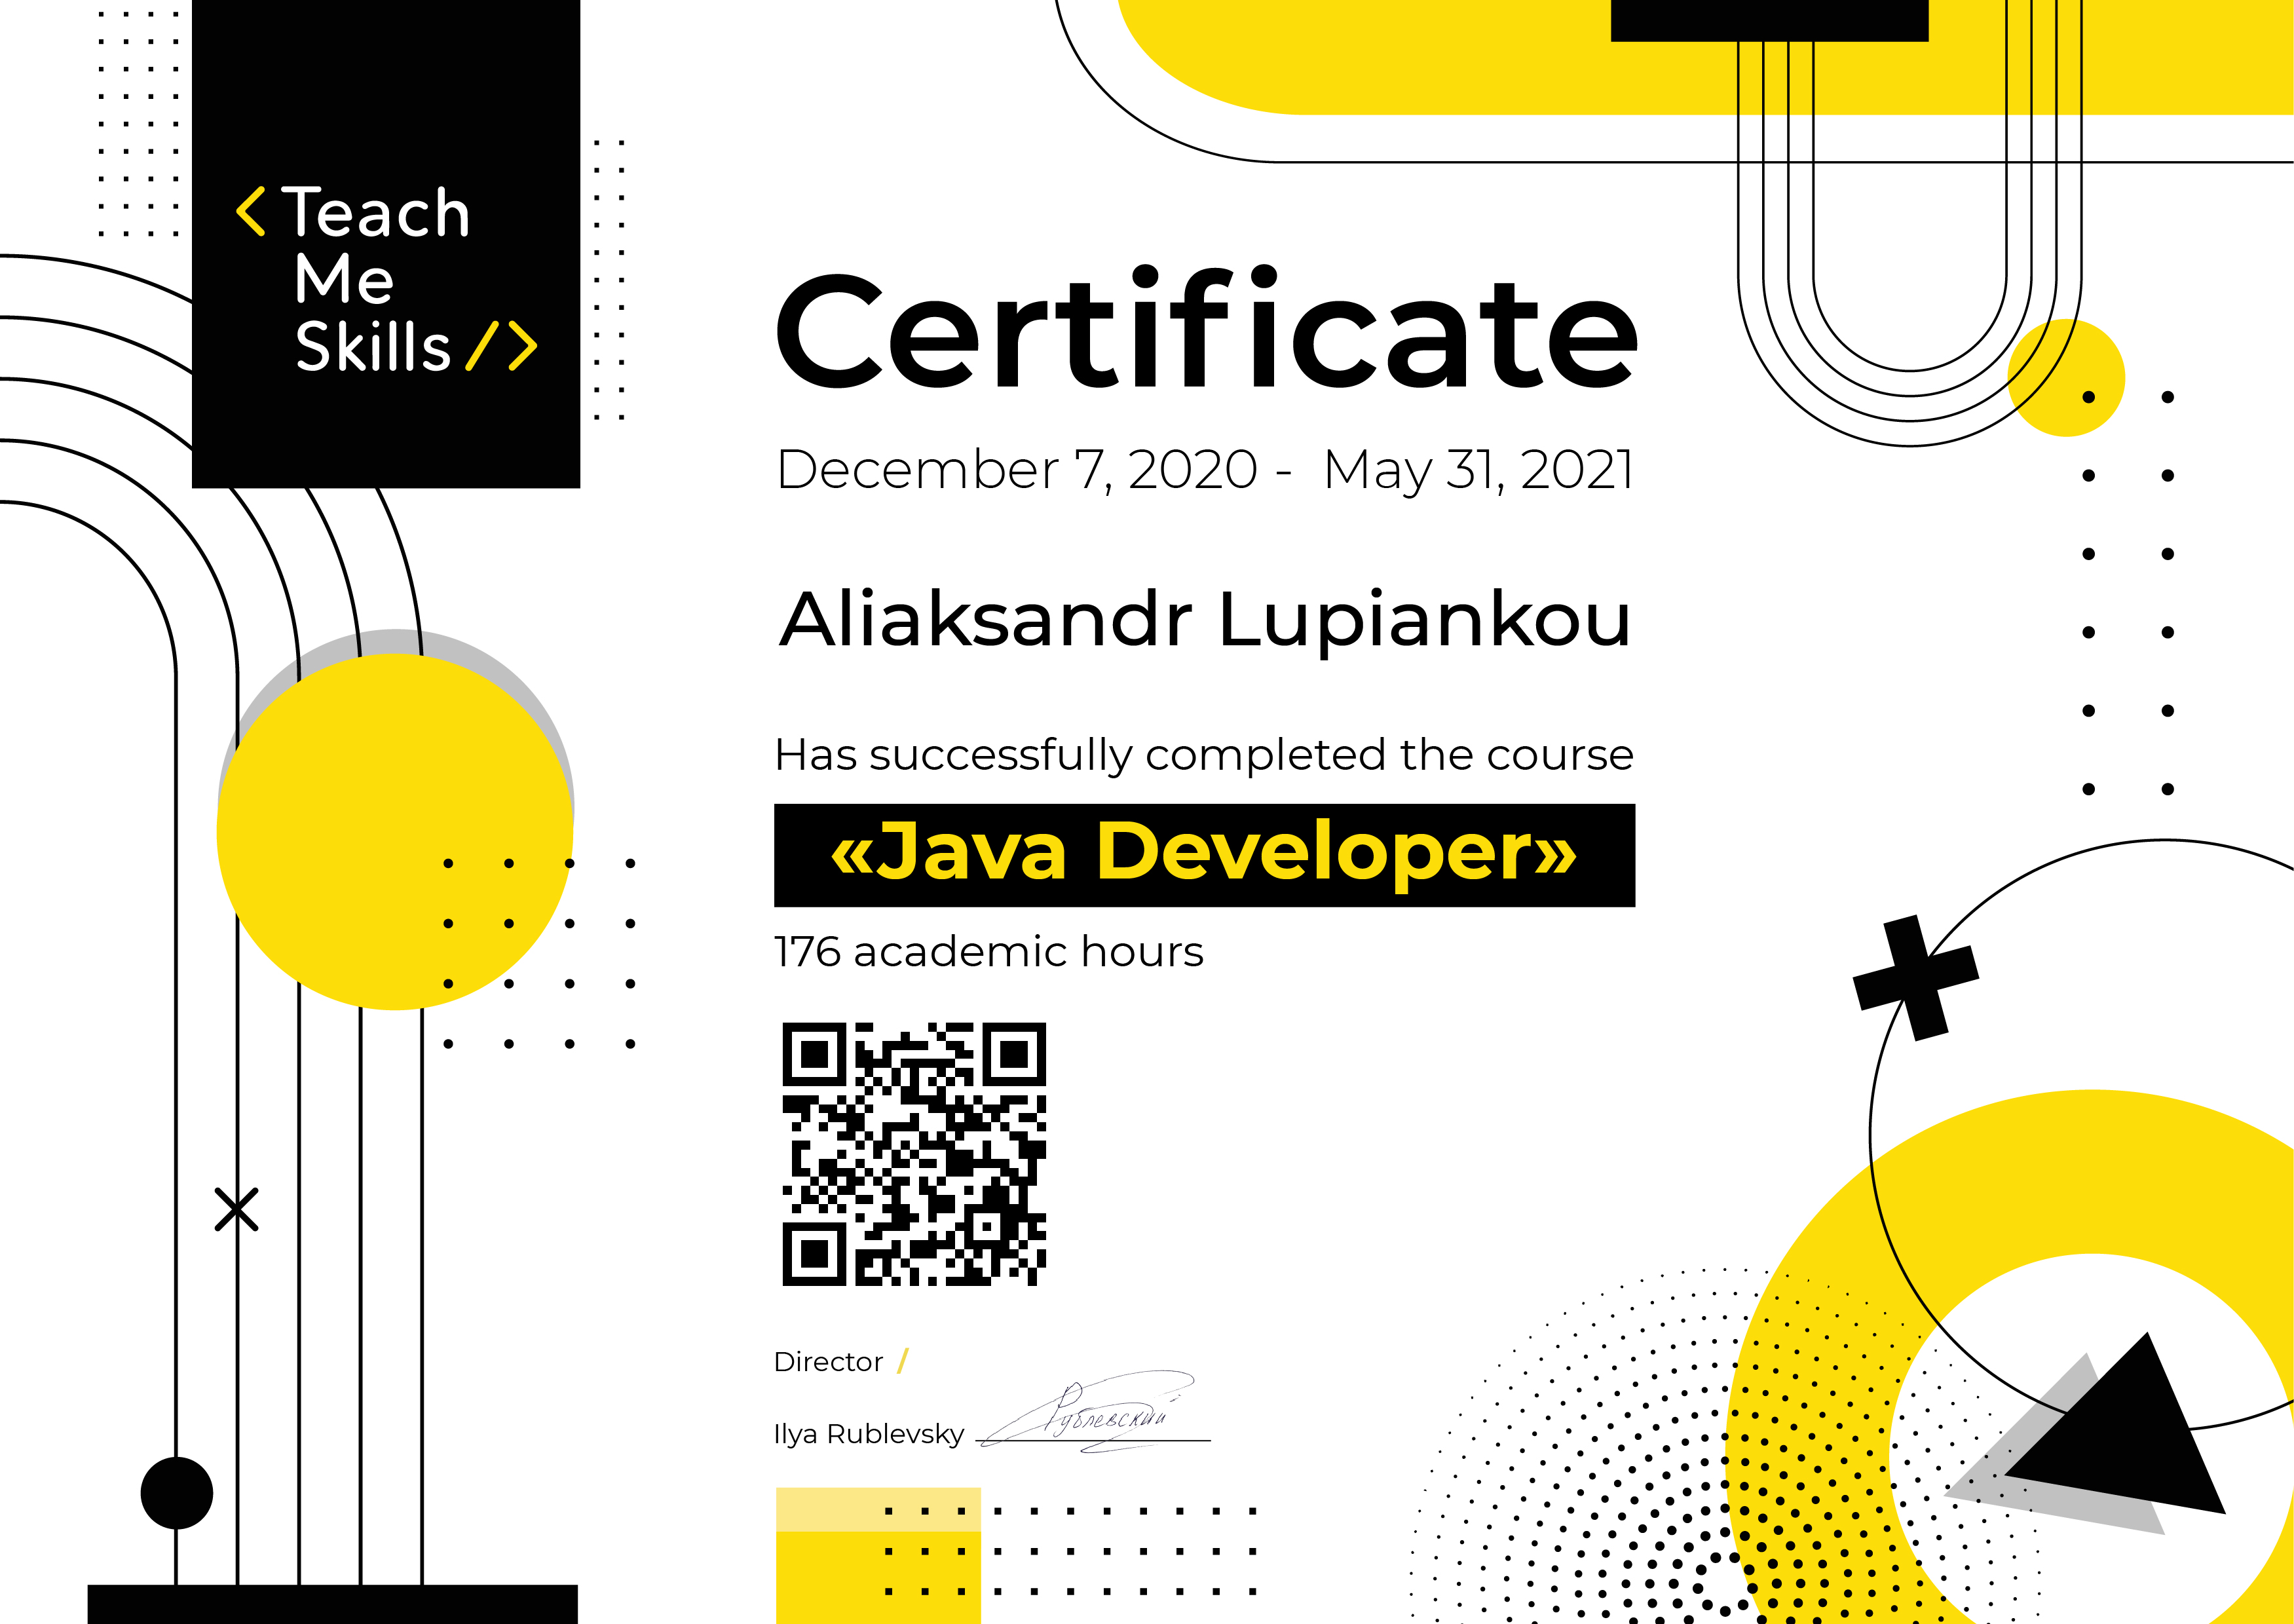 <Teach
Me
Skills/>
Certificate
December 7, 2020 - May 31, 2021
Aliaksandr Lupiankou
Has successfully completed the course
«Java Developer»
176 academic hours
Director /
Ilya Rublevsky
Рублевский